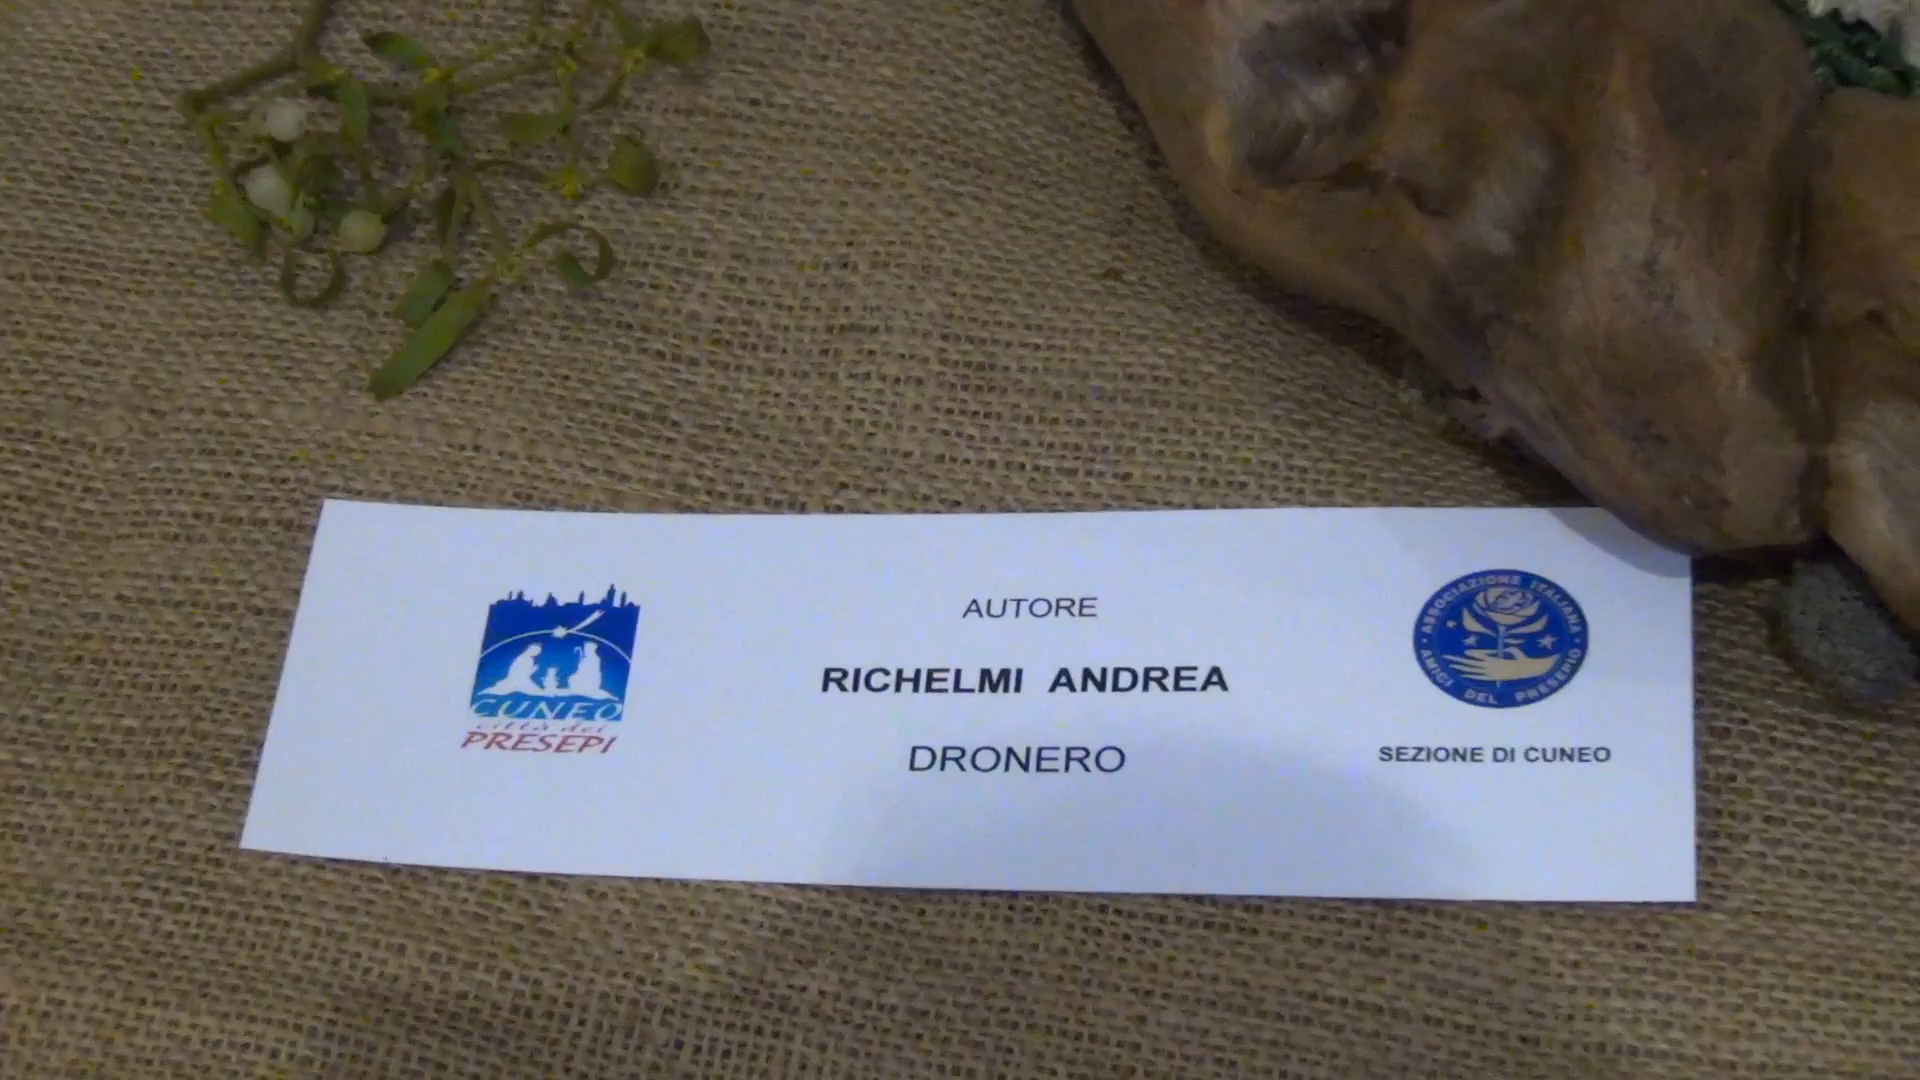 CUNEO
città dei
PRESEPI
AUTORE
RICHELMI ANDREA
DRONERO
ASSOCIAZIONE ITALIANA
AMICI DEL PRESEPIO
SEZIONE DI CUNEO